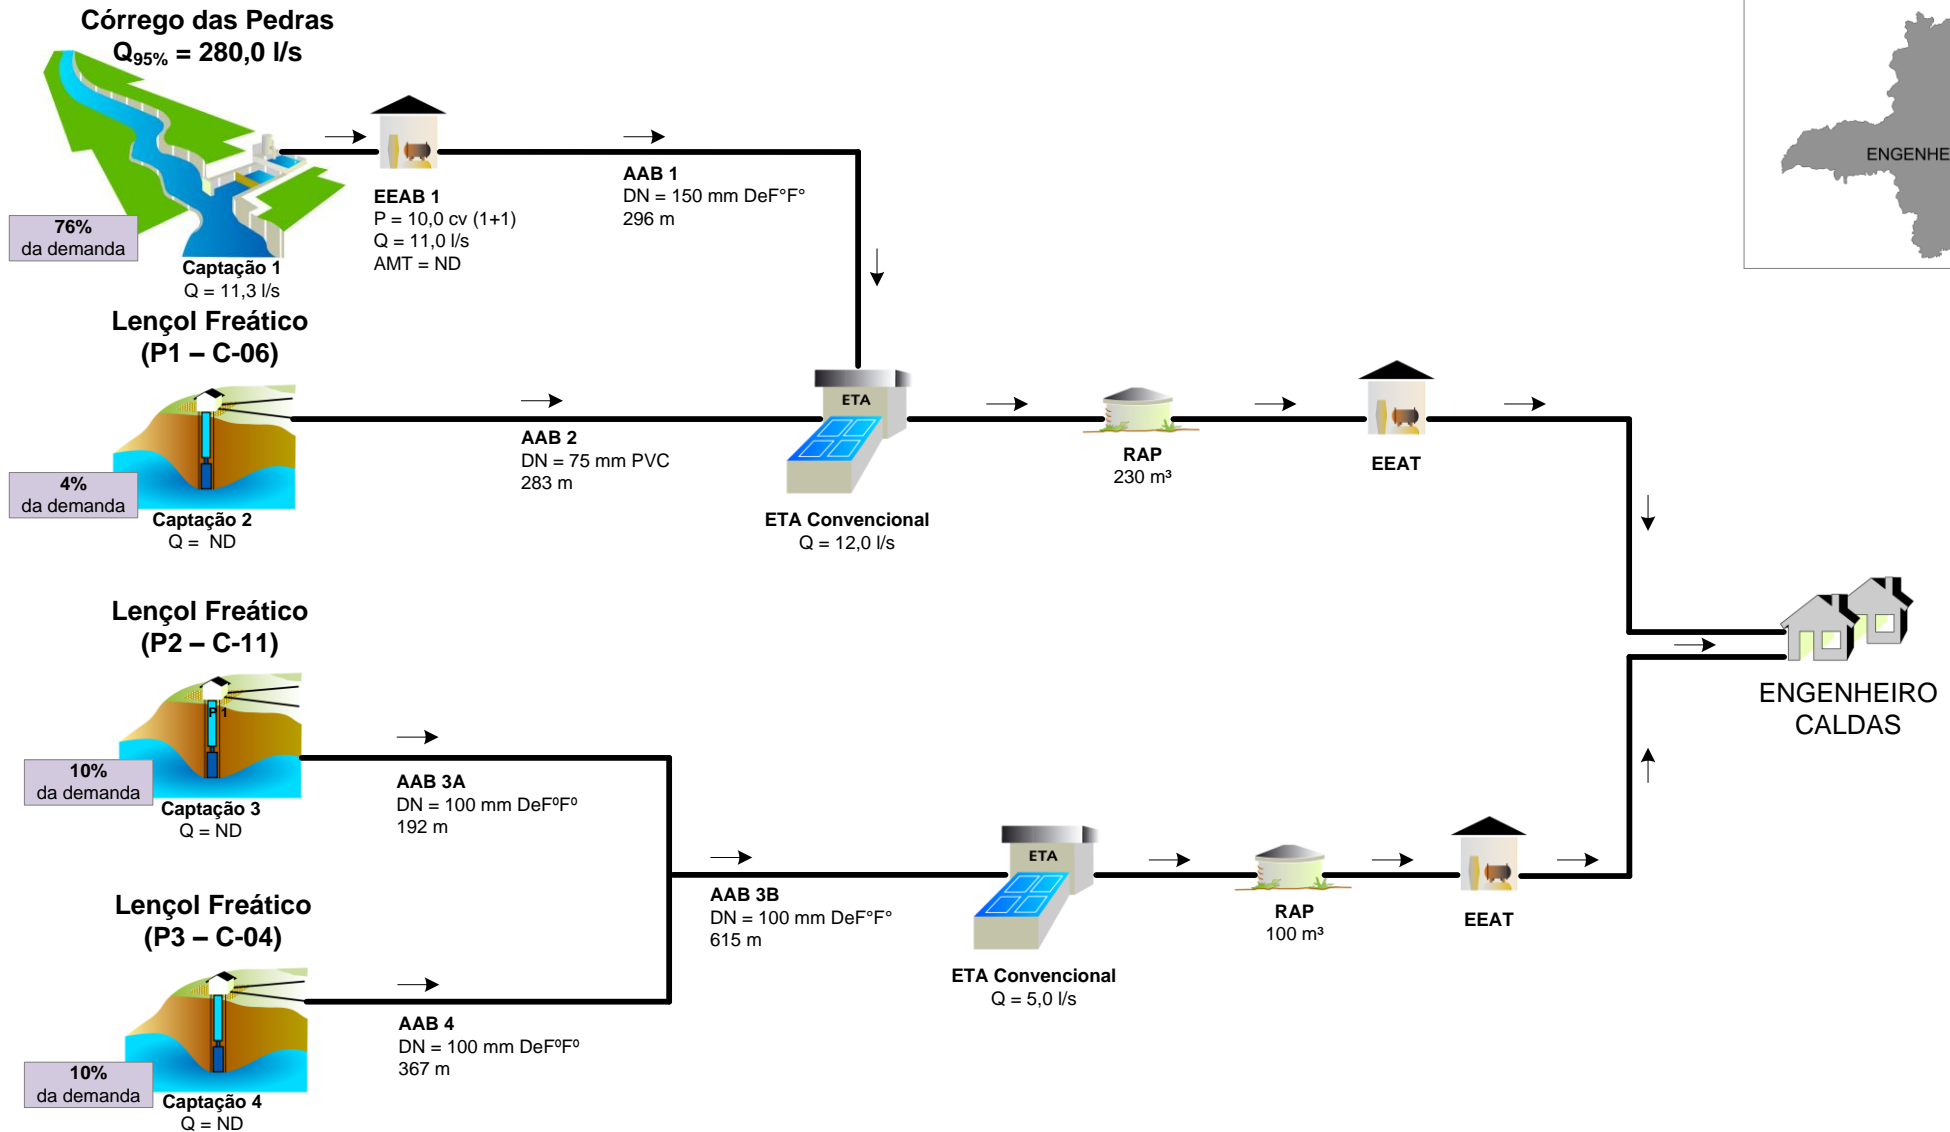 Córrego das Pedras
Q95% = 280,0 l/s
76%
da demanda
Captação 1
Q = 11,3 l/s
EEAB 1
P = 10,0 cv (1+1)
Q = 11,0 l/s
AMT = ND
AAB 1
DN = 150 mm DeF°F°
296 m
ENGENHE
Lençol Freático
(P1 – C-06)
4%
da demanda
Captação 2
Q = ND
AAB 2
DN = 75 mm PVC
283 m
ETA
ETA Convencional
Q = 12,0 l/s
RAP
230 m³
EEAT
Lençol Freático
(P2 – C-11)
P 1
10%
da demanda
Captação 3
Q = ND
AAB 3A
DN = 100 mm DeFºFº
192 m
ENGENHEIRO
CALDAS
AAB 3B
DN = 100 mm DeF°F°
615 m
ETA
ETA Convencional
Q = 5,0 l/s
RAP
100 m³
EEAT
Lençol Freático
(P3 – C-04)
10%
da demanda
Captação 4
Q = ND
AAB 4
DN = 100 mm DeFºFº
367 m